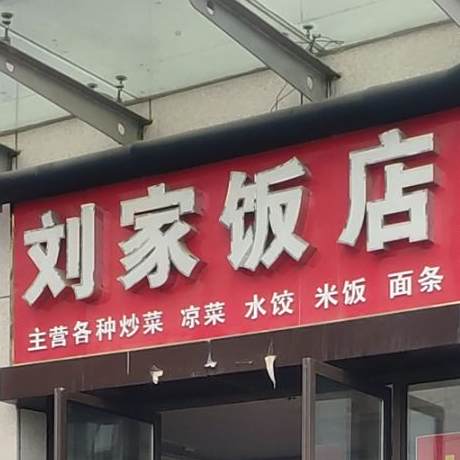 刘家饭店
主营各种炒菜 凉菜 水饺 米饭 面条